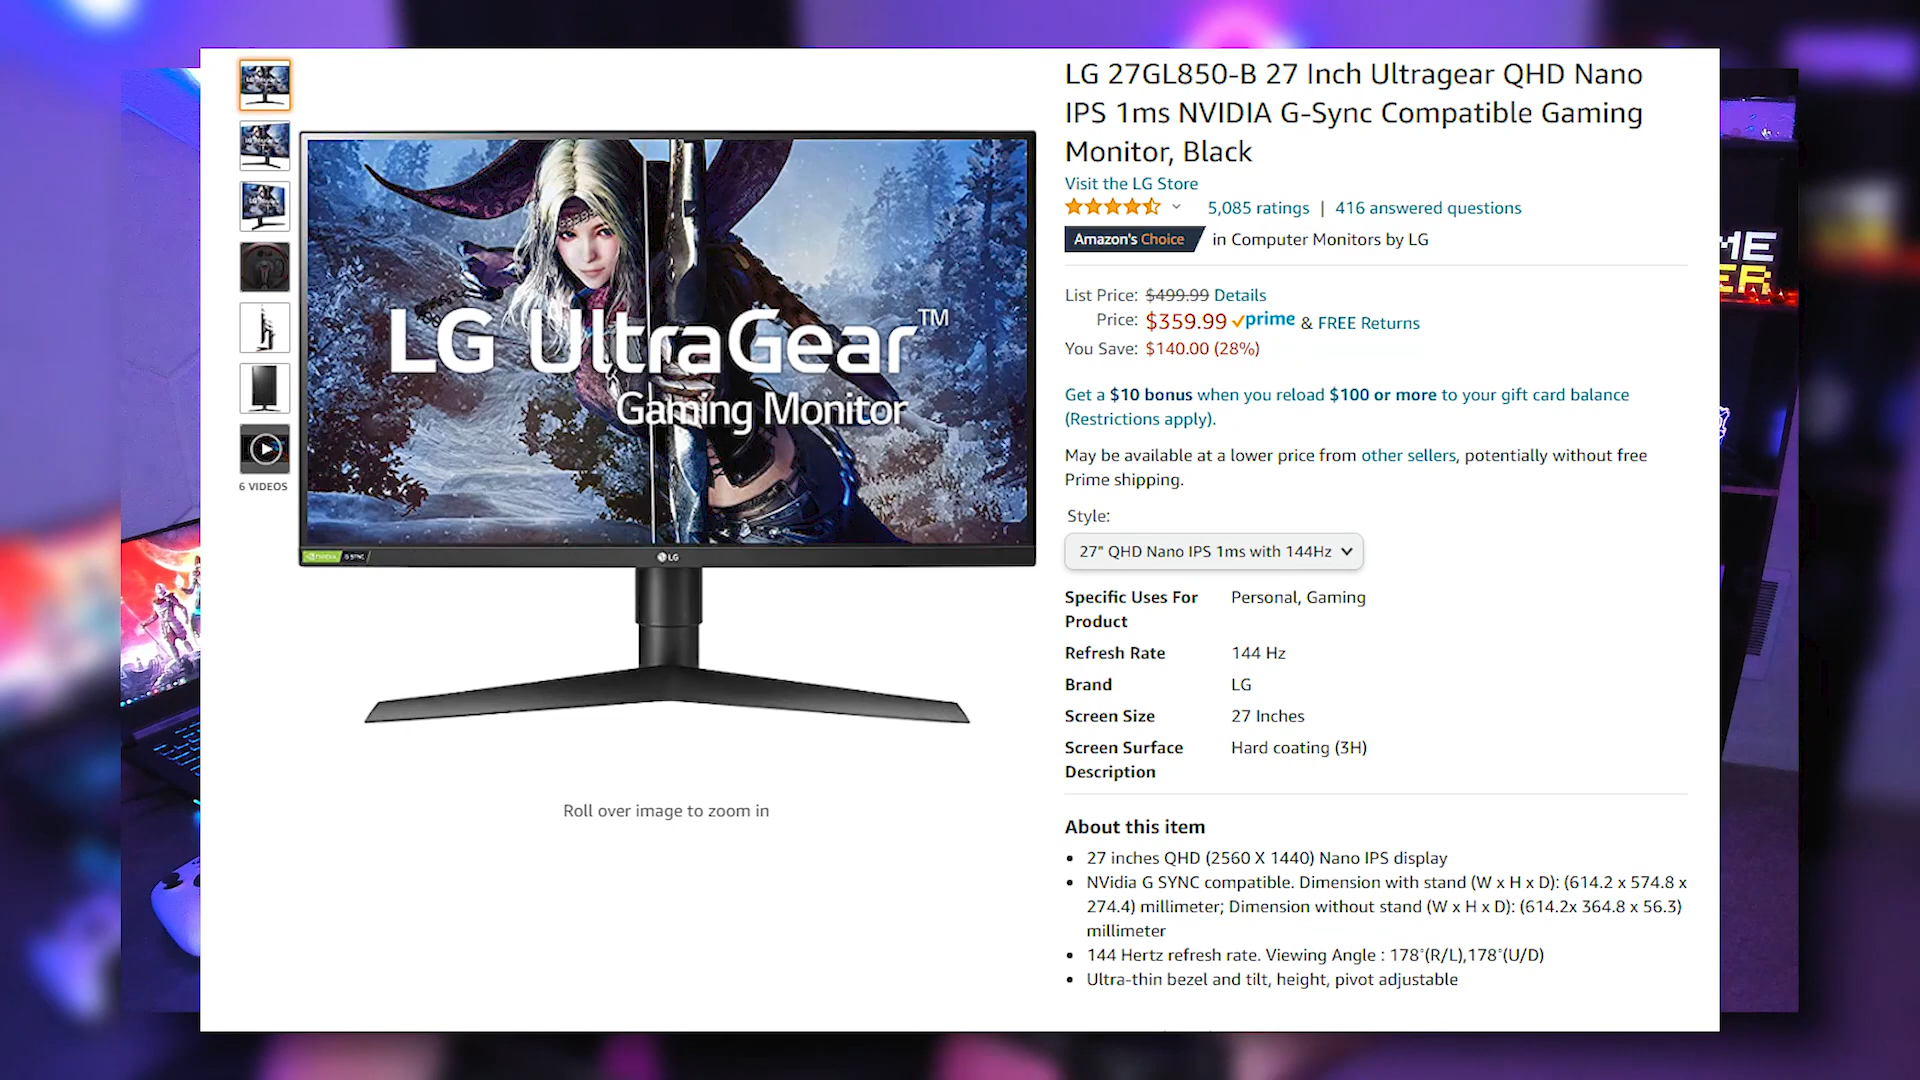 LG 27GL850-B 27 Inch Ultragear QHD Nano
IPS 1ms NVIDIA G-Sync Compatible Gaming
Monitor, Black
Visit the LG Store
5,085 ratings | 416 answered questions
Amazon's Choice in Computer Monitors by LG
List Price: $499.99 Details
Price: $359.99 prime & FREE Returns
You Save: $140.00 (28%)
Get a $10 bonus when you reload $100 or more to your gift card balance
(Restrictions apply).
May be available at a lower price from other sellers, potentially without free
Prime shipping.
Style:
27" QHD Nano IPS 1ms with 144Hz
Specific Uses For Product Personal, Gaming
Refresh Rate 144 Hz
Brand LG
Screen Size 27 Inches
Screen Surface Description Hard coating (3H)
About this item
• 27 inches QHD (2560 X 1440) Nano IPS display
• NVidia G SYNC compatible. Dimension with stand (W x H x D): (614.2 x 574.8 x
274.4) millimeter; Dimension without stand (W x H x D): (614.2x 364.8 x 56.3)
millimeter
• 144 Hertz refresh rate. Viewing Angle : 178°(R/L),178°(U/D)
• Ultra-thin bezel and tilt, height, pivot adjustable
LG UltraGear™
Gaming Monitor
NVIDIA G-SYNC
LG
6 VIDEOS
Roll over image to zoom in
ME
ER